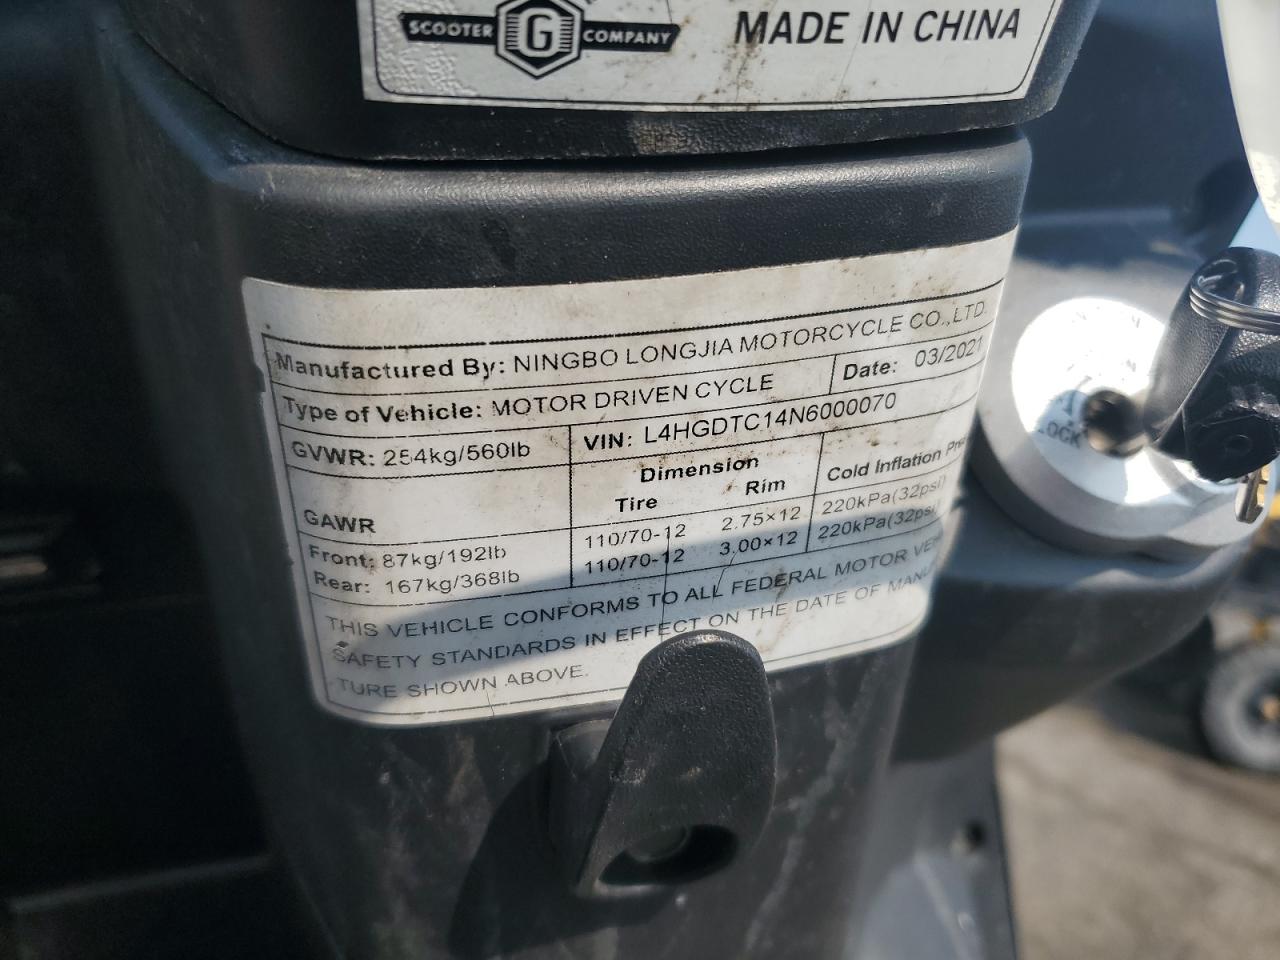 SCOOTER G COMPANY
MADE IN CHINA
Manufactured By: NINGBO LONGJIA MOTORCYCLE CO.,LTD.
Type of Vehicle: MOTOR DRIVEN CYCLE Date: 03/2021
GVWR: 254kg/560lb VIN: L4HGDTC14N6000070
Dimension Cold Inflation
GAWR Tire Rim
Front: 87kg/192lb 110/70-12 2.75×12 220kPa(32psi)
Rear: 167kg/368lb 110/70-12 3.00×12 220kPa(32psi)
THIS VEHICLE CONFORMS TO ALL FEDERAL MOTOR
SAFETY STANDARDS IN EFFECT ON THE DATE OF
TURE SHOWN ABOVE.
LOCK